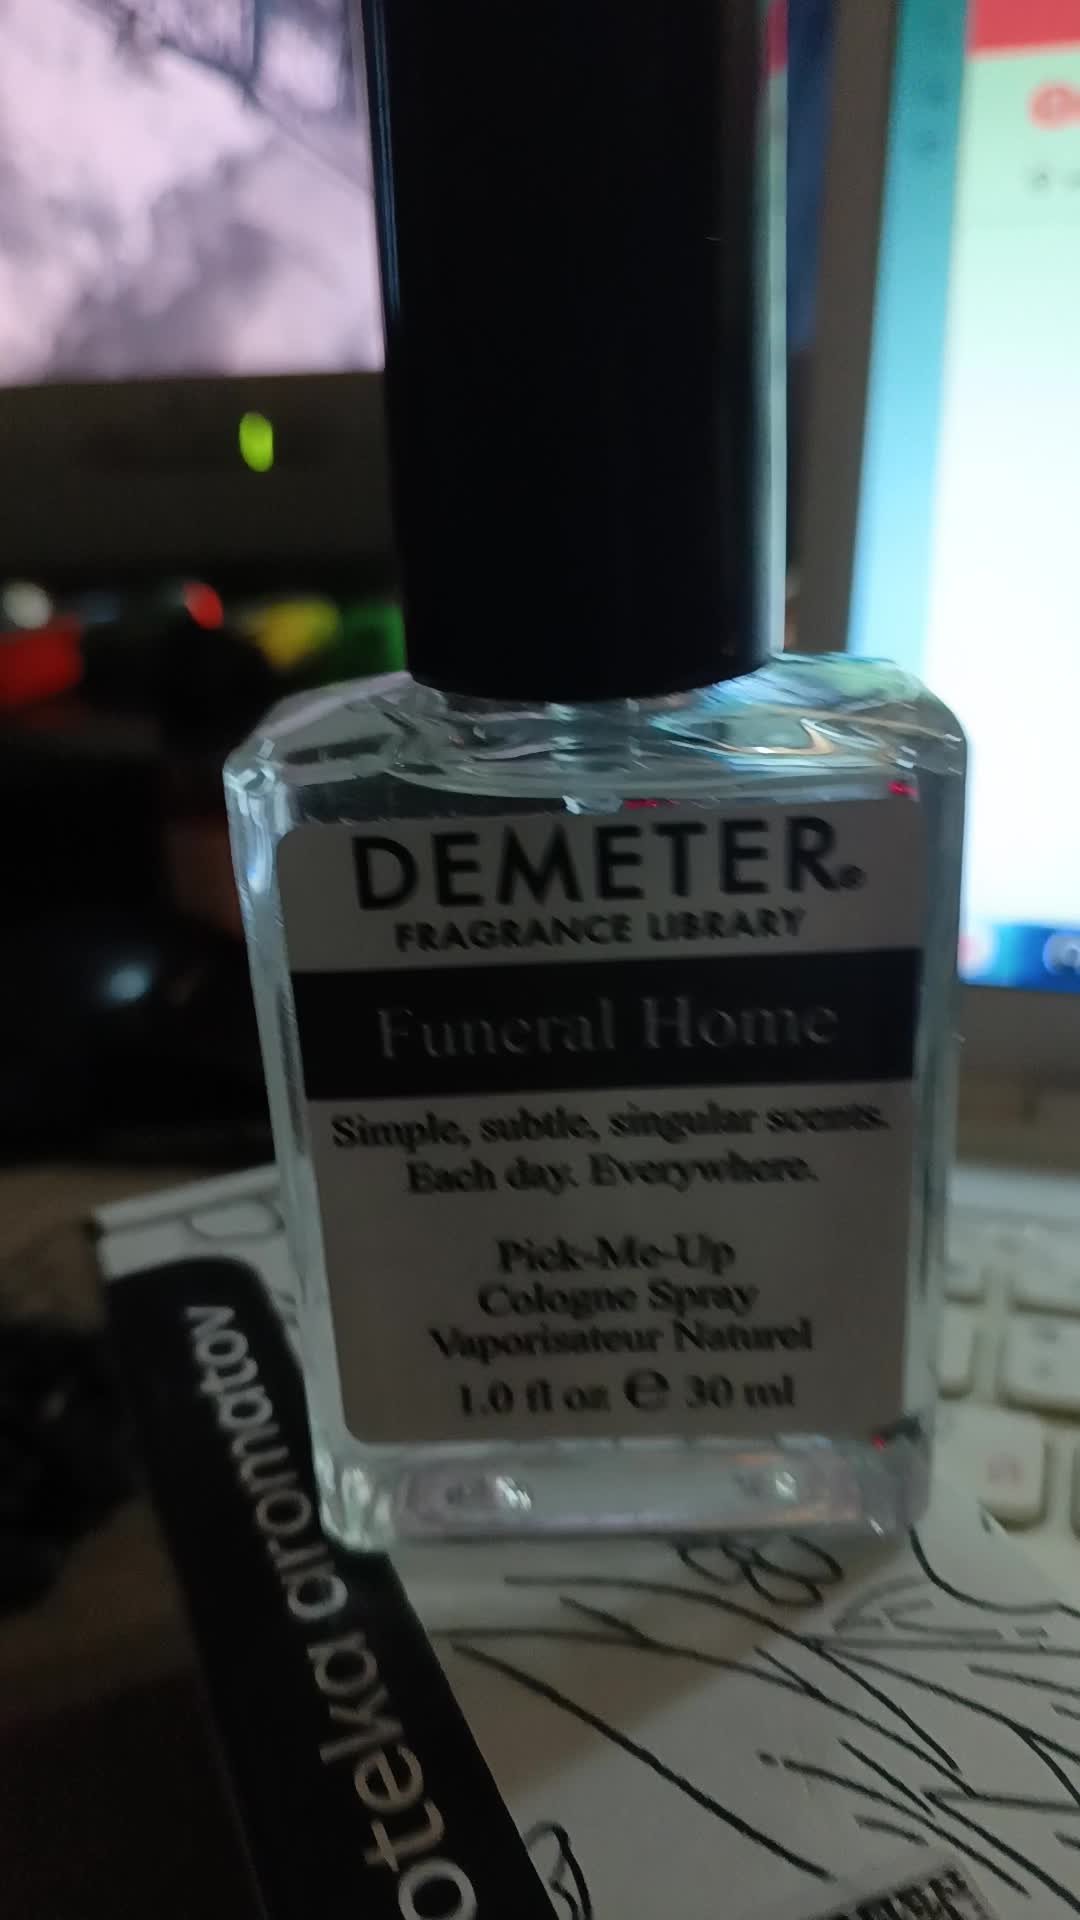 DEMETER®
FRAGRANCE LIBRARY
Funeral Home
Simple, subtle, singular scents.
Each day. Everywhere.
Pick-Me-Up
Cologne Spray
Vaporisateur Naturel
1.0 fl oz ℮ 30 ml
oteka aromatov